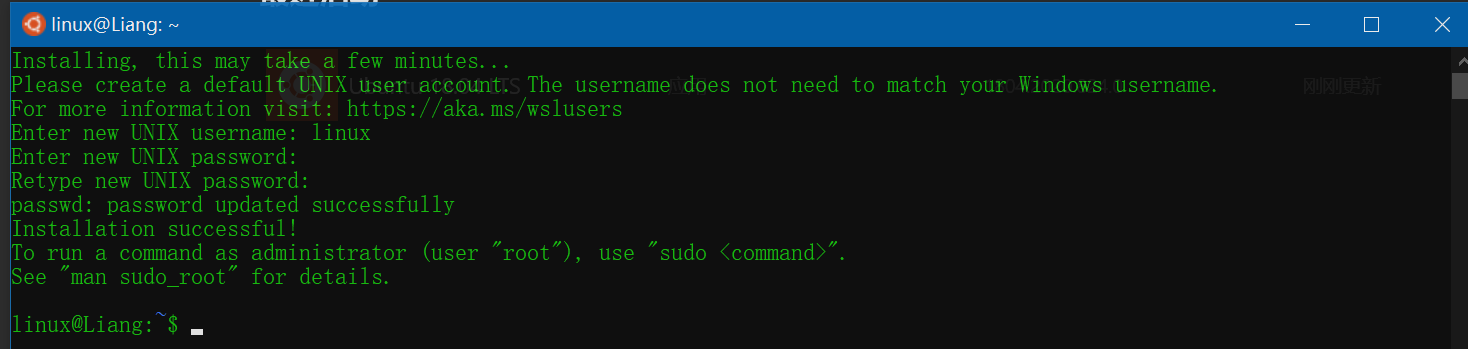 linux@Liang: ~
Installing, this may take a few minutes...
Please create a default UNIX user account. The username does not need to match your Windows username.
For more information visit: https://aka.ms/wslusers
Enter new UNIX username: linux
Enter new UNIX password:
Retype new UNIX password:
passwd: password updated successfully
Installation successful!
To run a command as administrator (user "root"), use "sudo <command>".
See "man sudo_root" for details.
linux@Liang:~$
刚刚更新